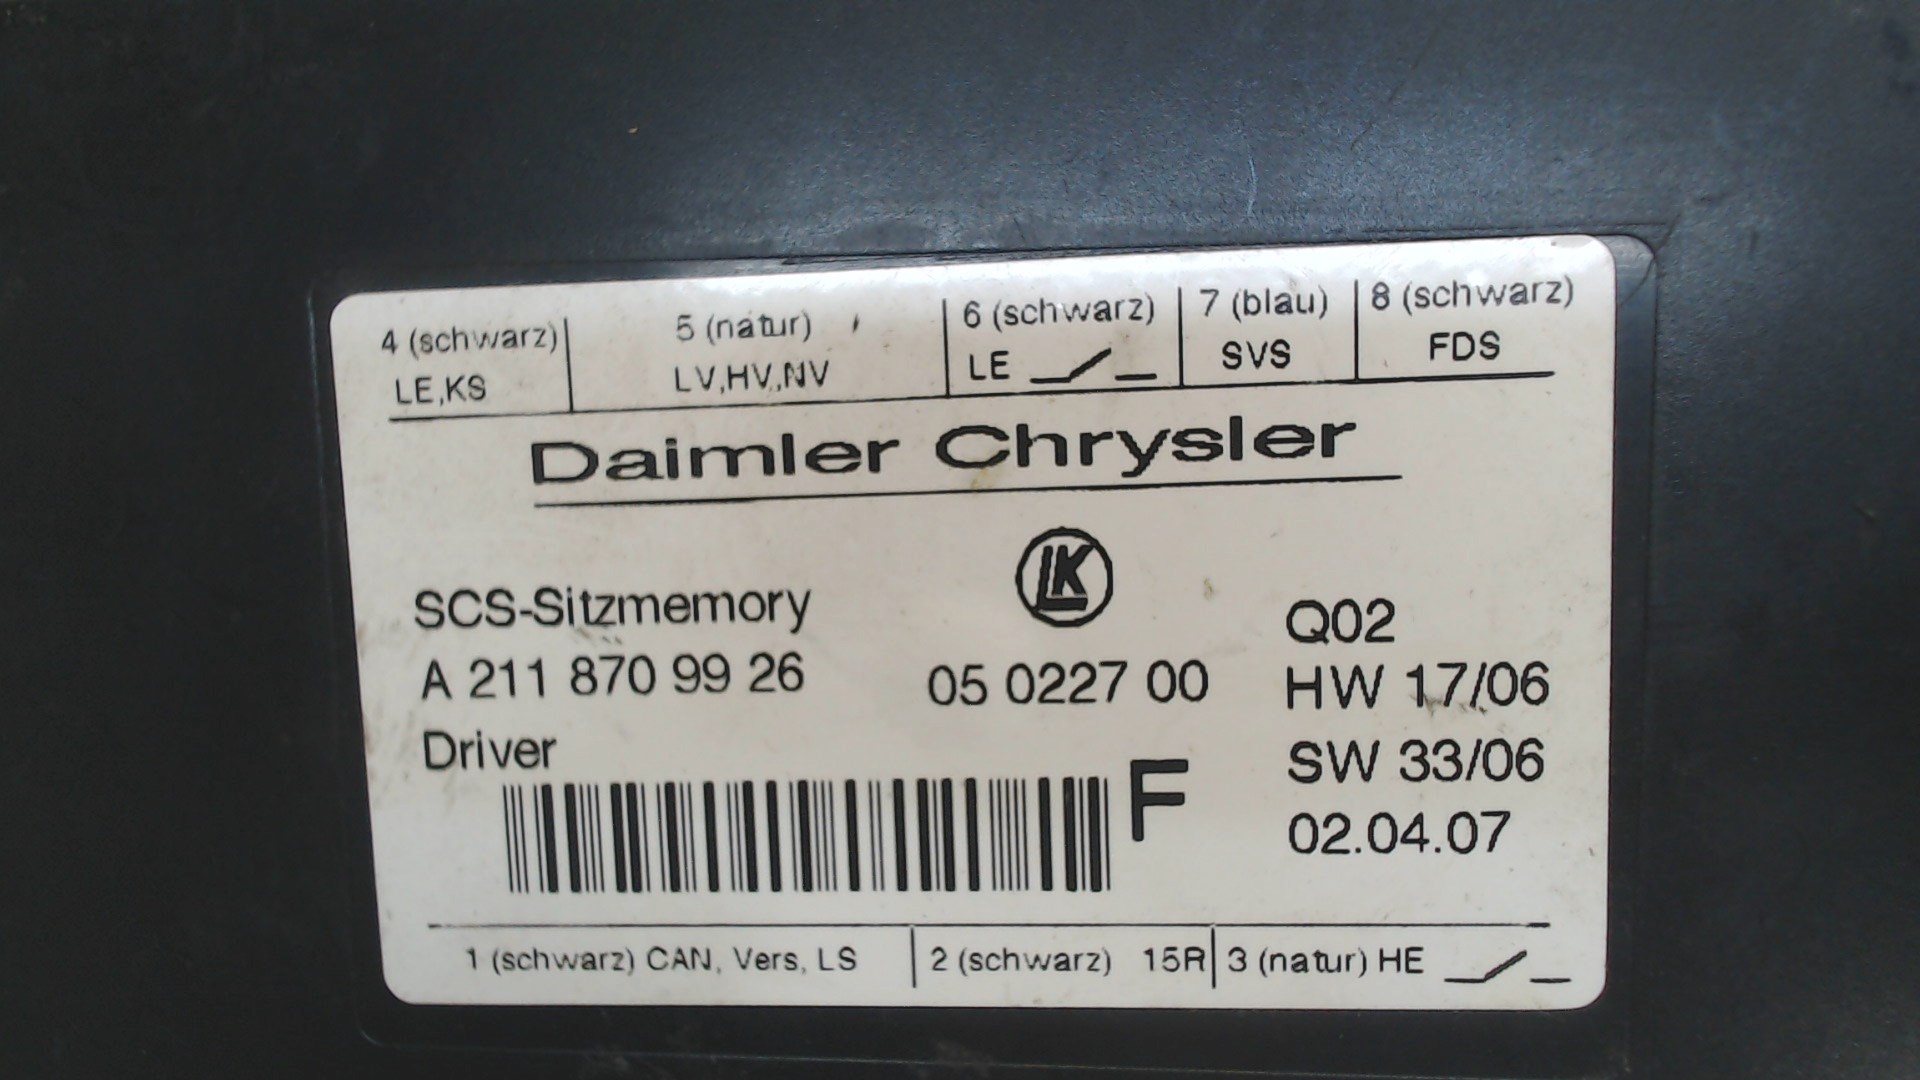 4 (schwarz) 5 (natur) 6 (schwarz) 7 (blau) 8 (schwarz)
LE,KS LV,HV,NV LE SVS FDS
Daimler Chrysler
LK
SCS-Sitzmemory Q02
A 211 870 99 26 05 0227 00 HW 17/06
Driver SW 33/06
F 02.04.07
1 (schwarz) CAN, Vers, LS 2 (schwarz) 15R 3 (natur) HE